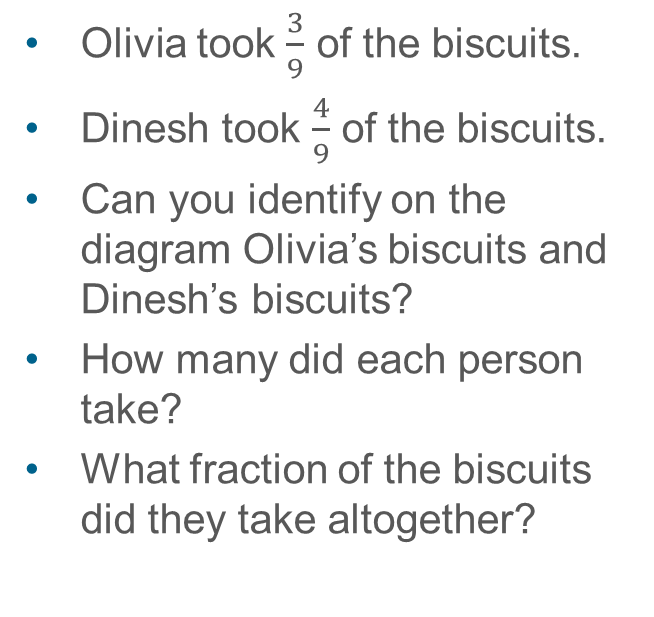 • Olivia took 3/9 of the biscuits.
• Dinesh took 4/9 of the biscuits.
• Can you identify on the
diagram Olivia’s biscuits and
Dinesh’s biscuits?
• How many did each person
take?
• What fraction of the biscuits
did they take altogether?